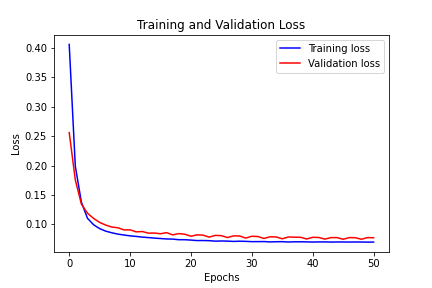 Training and Validation Loss
Training loss
Validation loss
Loss
0.40
0.35
0.30
0.25
0.20
0.15
0.10
0 10 20 30 40 50
Epochs